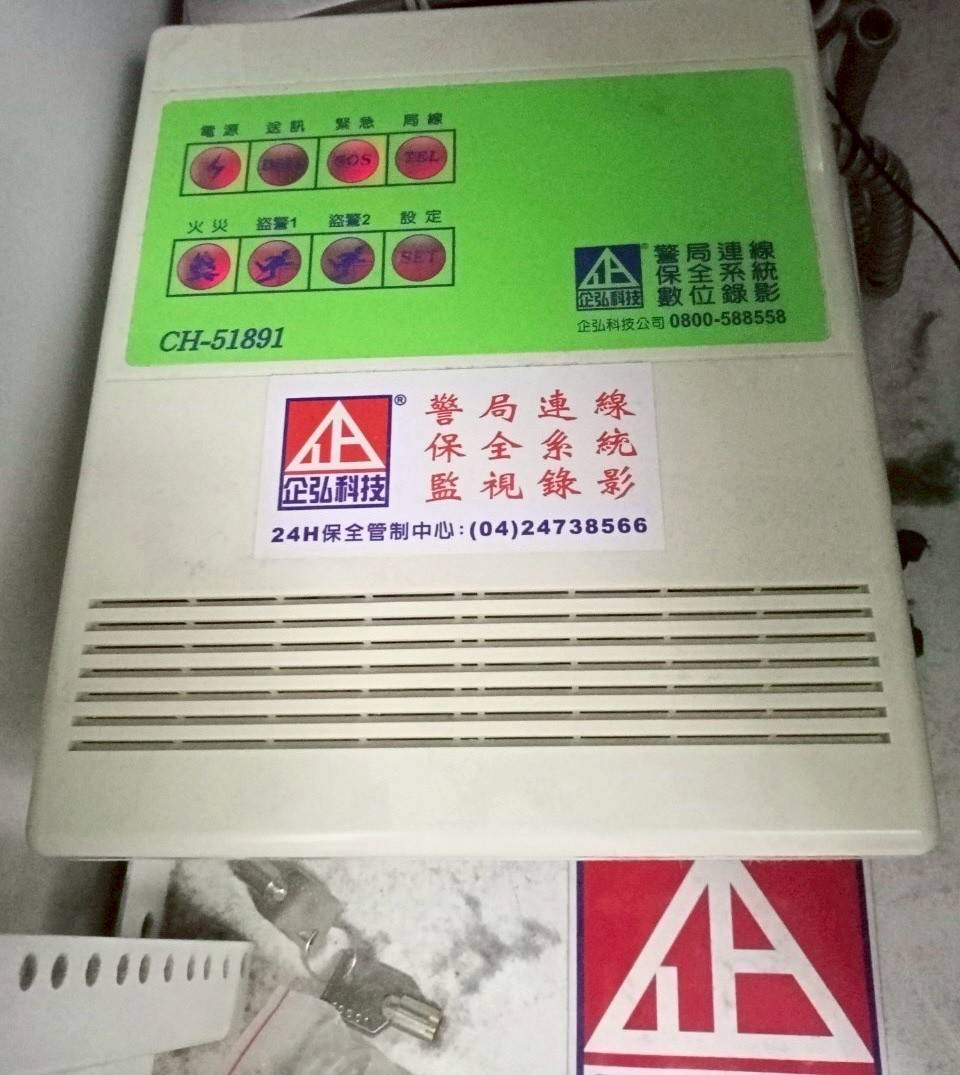 電源 送訊 緊急 局線
SOS TEL
火災 盜警1 盜警2 設定
SET
CH-51891
企弘科技
®
警局連線
保全系統
數位錄影
企弘科技公司 0800-588558
企弘科技
®
警局連線
保全系統
監視錄影
24H保全管制中心:(04)24738566